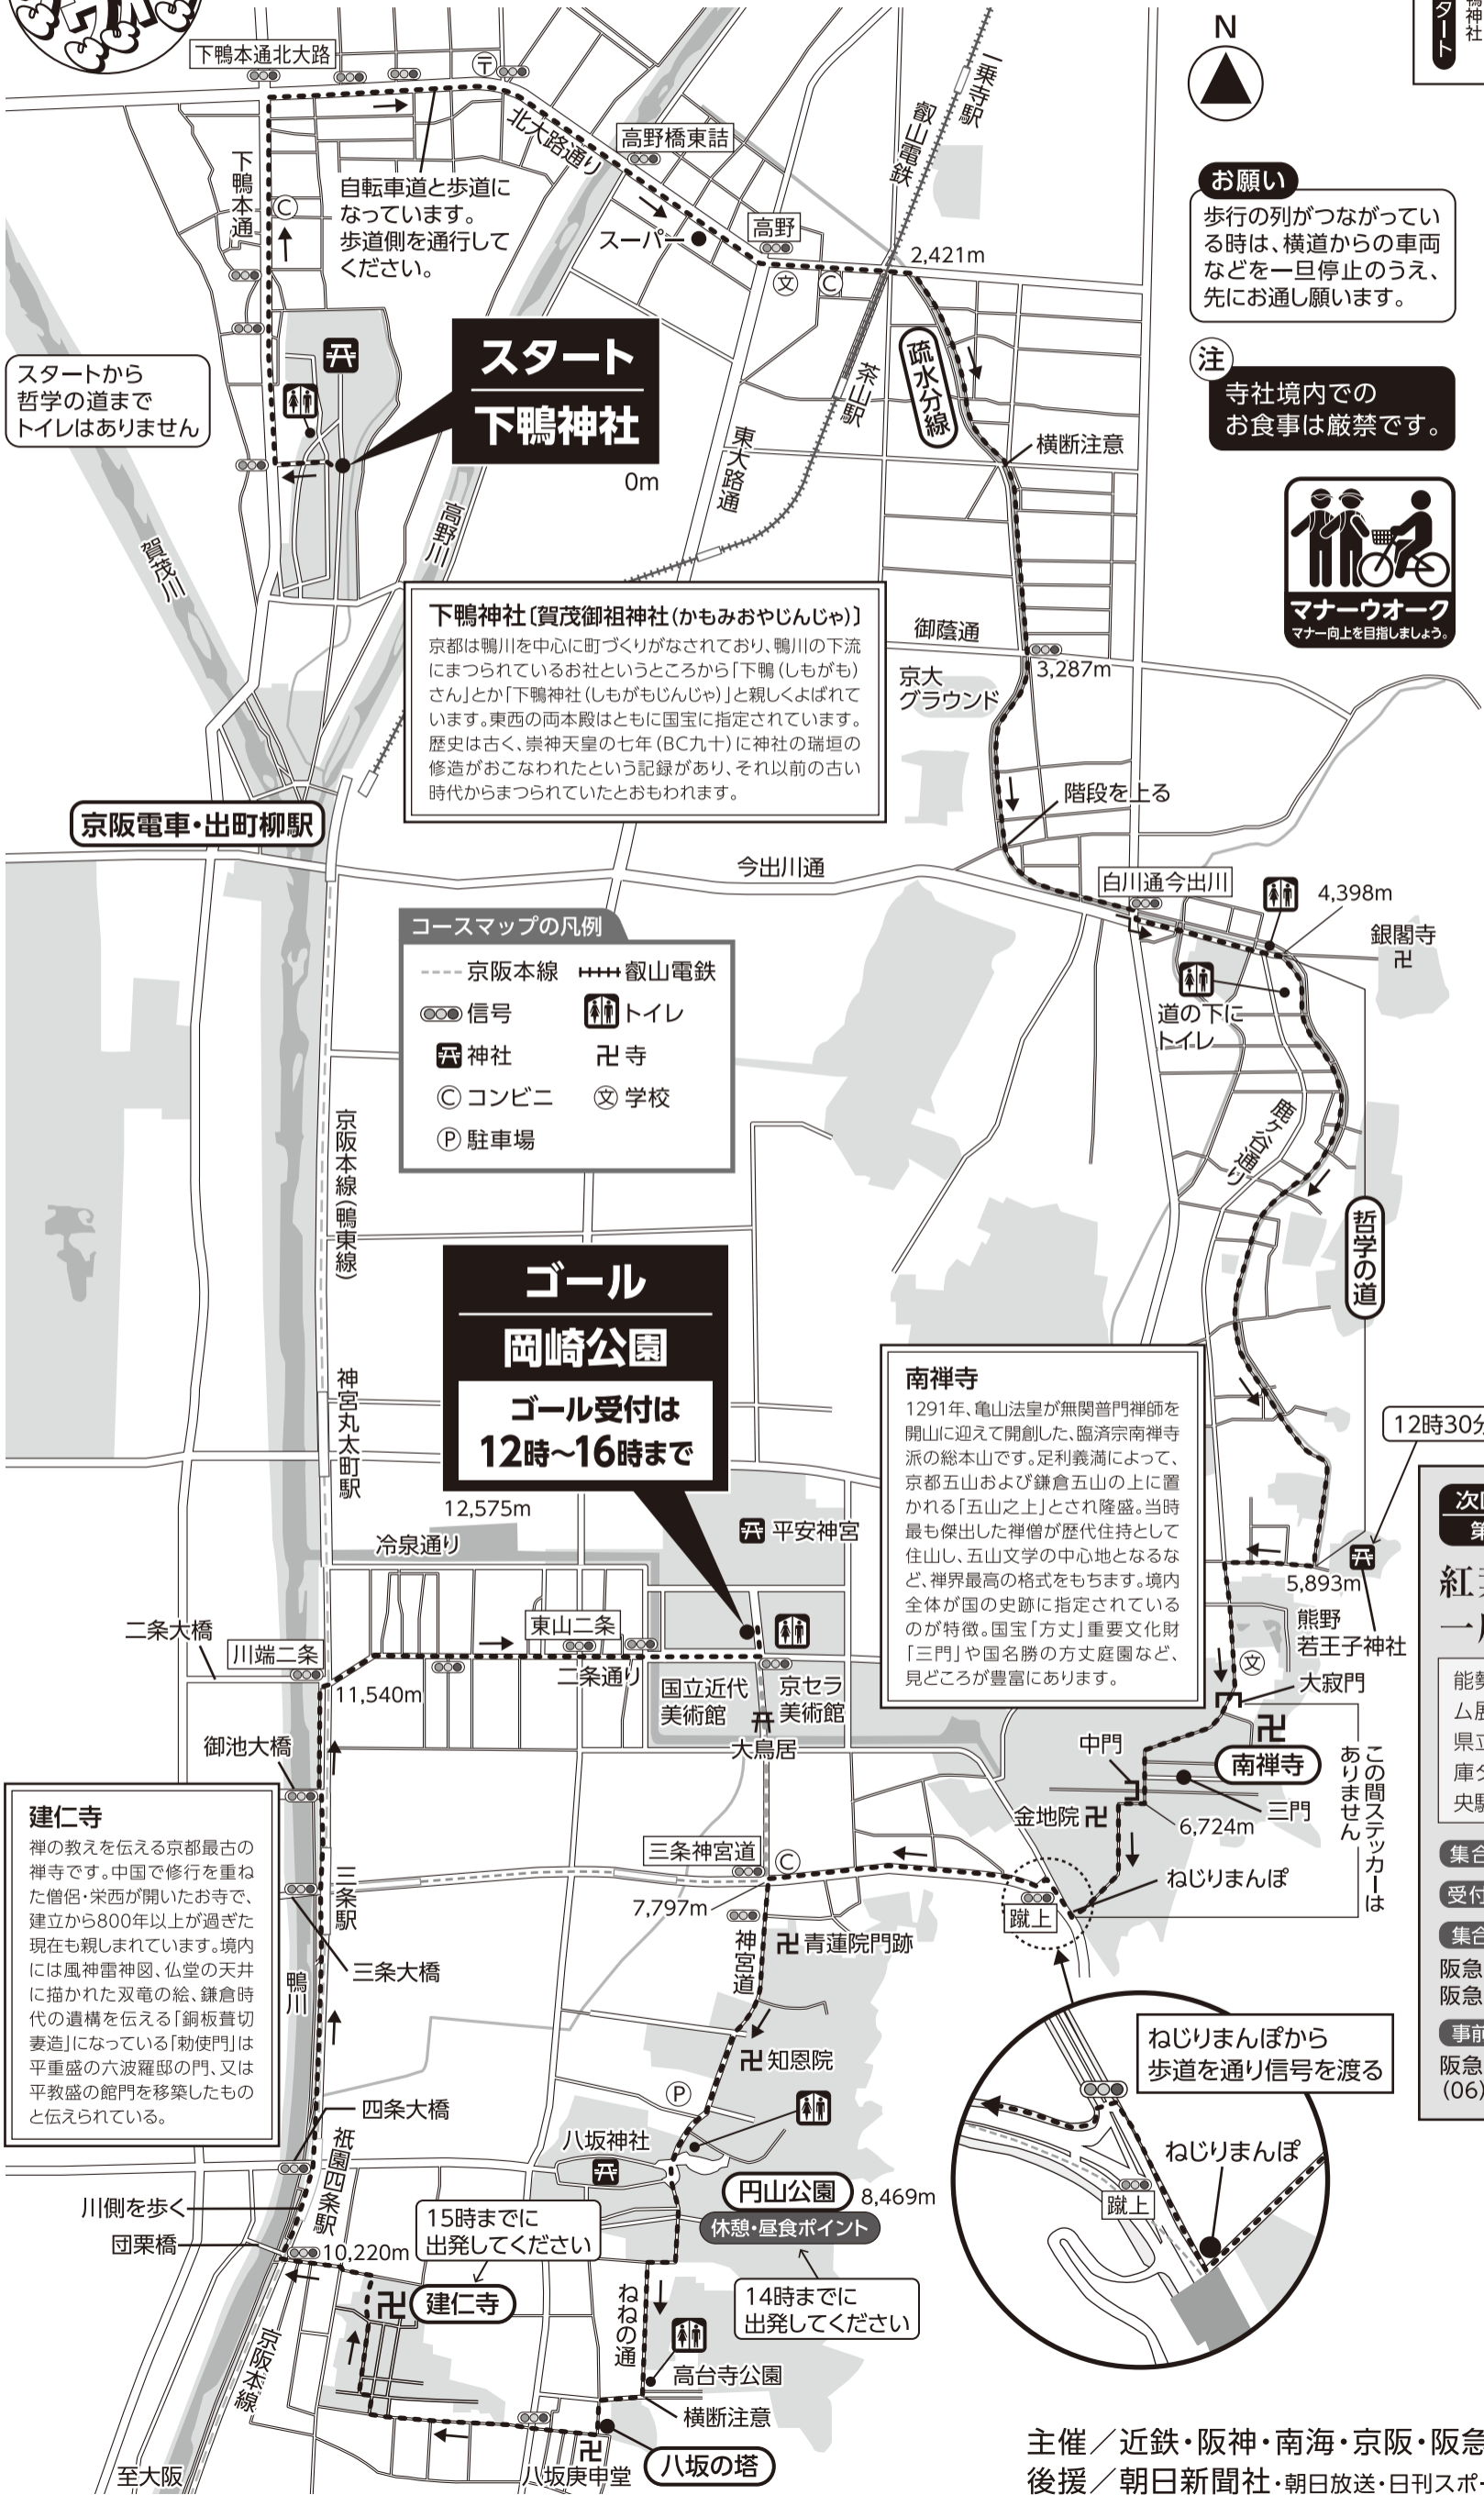 下鴨本通北大路
〒
一乗寺駅
叡山電鉄
N
タート
鴨神社
北大路通り
高野橋東詰
下鴨本通
C
自転車道と歩道に
なっています。
歩道側を通行して
ください。
スーパー
高野
文
C
2,421m
お願い
歩行の列がつながってい
る時は、横道からの車両
などを一旦停止のうえ、
先にお通し願います。
注
寺社境内での
お食事は厳禁です。
マナーウオーク
マナー向上を目指しましょう。
スタートから
哲学の道まで
トイレはありません
スタート
下鴨神社
0m
疏水分線
茶山駅
横断注意
東大路通
高野川
賀茂川
下鴨神社〔賀茂御祖神社(かもみおやじんじゃ)〕
京都は鴨川を中心に町づくりがなされており、鴨川の下流
にまつられているお社というところから「下鴨(しもがも)
さん」とか「下鴨神社(しもがもじんじゃ)」と親しくよばれて
います。東西の両本殿はともに国宝に指定されています。
歴史は古く、崇神天皇の七年(BC九十)に神社の瑞垣の
修造がおこなわれたという記録があり、それ以前の古い
時代からまつられていたとおもわれます。
御蔭通
京大
グラウンド
3,287m
階段を上る
京阪電車・出町柳駅
今出川通
白川通今出川
4,398m
銀閣寺
卍
道の下に
トイレ
コースマップの凡例
京阪本線
叡山電鉄
信号
トイレ
神社
卍 寺
C コンビニ
文 学校
P 駐車場
鹿ヶ谷通り
哲学の道
京阪本線(鴨東線)
神宮丸太町駅
ゴール
岡崎公園
ゴール受付は
12時~16時まで
12,575m
冷泉通り
平安神宮
南禅寺
1291年、亀山法皇が無関普門禅師を
開山に迎えて開創した、臨済宗南禅寺
派の総本山です。足利義満によって、
京都五山および鎌倉五山の上に置
かれる「五山之上」とされ隆盛。当時
最も傑出した禅僧が歴代住持として
住山し、五山文学の中心地となるな
ど、禅界最高の格式をもちます。境内
全体が国の史跡に指定されている
のが特徴。国宝「方丈」重要文化財
「三門」や国名勝の方丈庭園など、
見どころが豊富にあります。
12時30分
5,893m
熊野
若王子神社
文
大寂門
卍
南禅寺
中門
三門
金地院 卍
6,724m
この間ステッカーは
ありません
ねじりまんぽ
蹴上
二条大橋
川端二条
東山二条
二条通り
11,540m
国立近代
美術館
京セラ
美術館
大鳥居
御池大橋
三条神宮道
C
7,797m
三条駅
三条大橋
鴨川
神宮道
卍 青蓮院門跡
卍 知恩院
P
建仁寺
禅の教えを伝える京都最古の
禅寺です。中国で修行を重ね
た僧侶・栄西が開いたお寺で、
建立から800年以上が過ぎた
現在も親しまれています。境内
には風神雷神図、仏堂の天井
に描かれた双竜の絵、鎌倉時
代の遺構を伝える「銅板葺切
妻造」になっている「勅使門」は
平重盛の六波羅邸の門、又は
平教盛の館門を移築したもの
と伝えられている。
四条大橋
祇園四条駅
川側を歩く
団栗橋
10,220m
八坂神社
円山公園
8,469m
休憩・昼食ポイント
14時までに
出発してください
15時までに
出発してください
卍
建仁寺
ねねの通
高台寺公園
横断注意
京阪本線
至大阪
卍
八坂庚申堂
八坂の塔
ねじりまんぽから
歩道を通り信号を渡る
ねじりまんぽ
蹴上
次回
第
紅
一
能勢
ム
県立
庫
央
集合
受付
集合
阪急
阪急
事前
阪急
(06)
主催／近鉄・阪神・南海・京阪・阪急
後援／朝日新聞社・朝日放送・日刊スポー